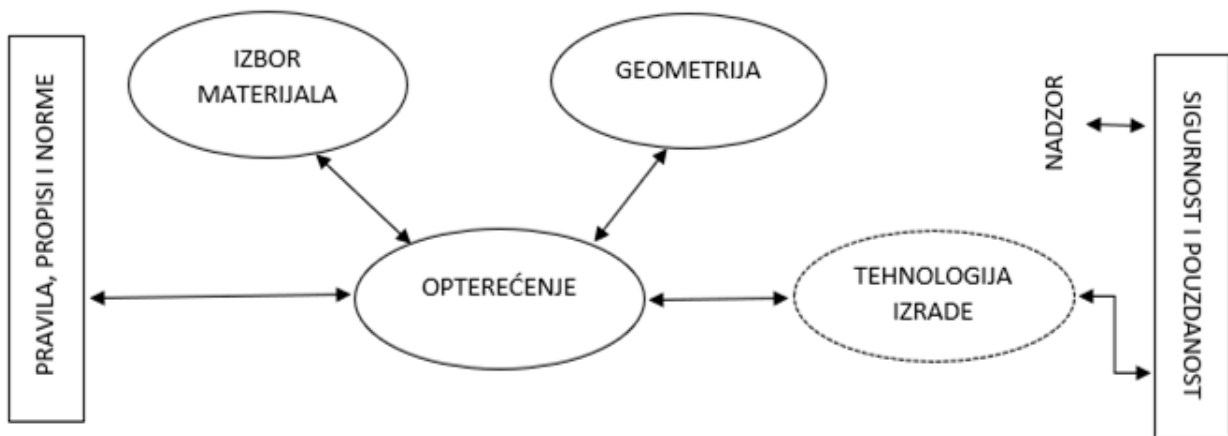 PRAVILA, PROPISI I NORME
IZBOR
MATERIJALA
GEOMETRIJA
OPTEREĆENJE
TEHNOLOGIJA
IZRADE
NADZOR
SIGURNOST I POUZDANOST